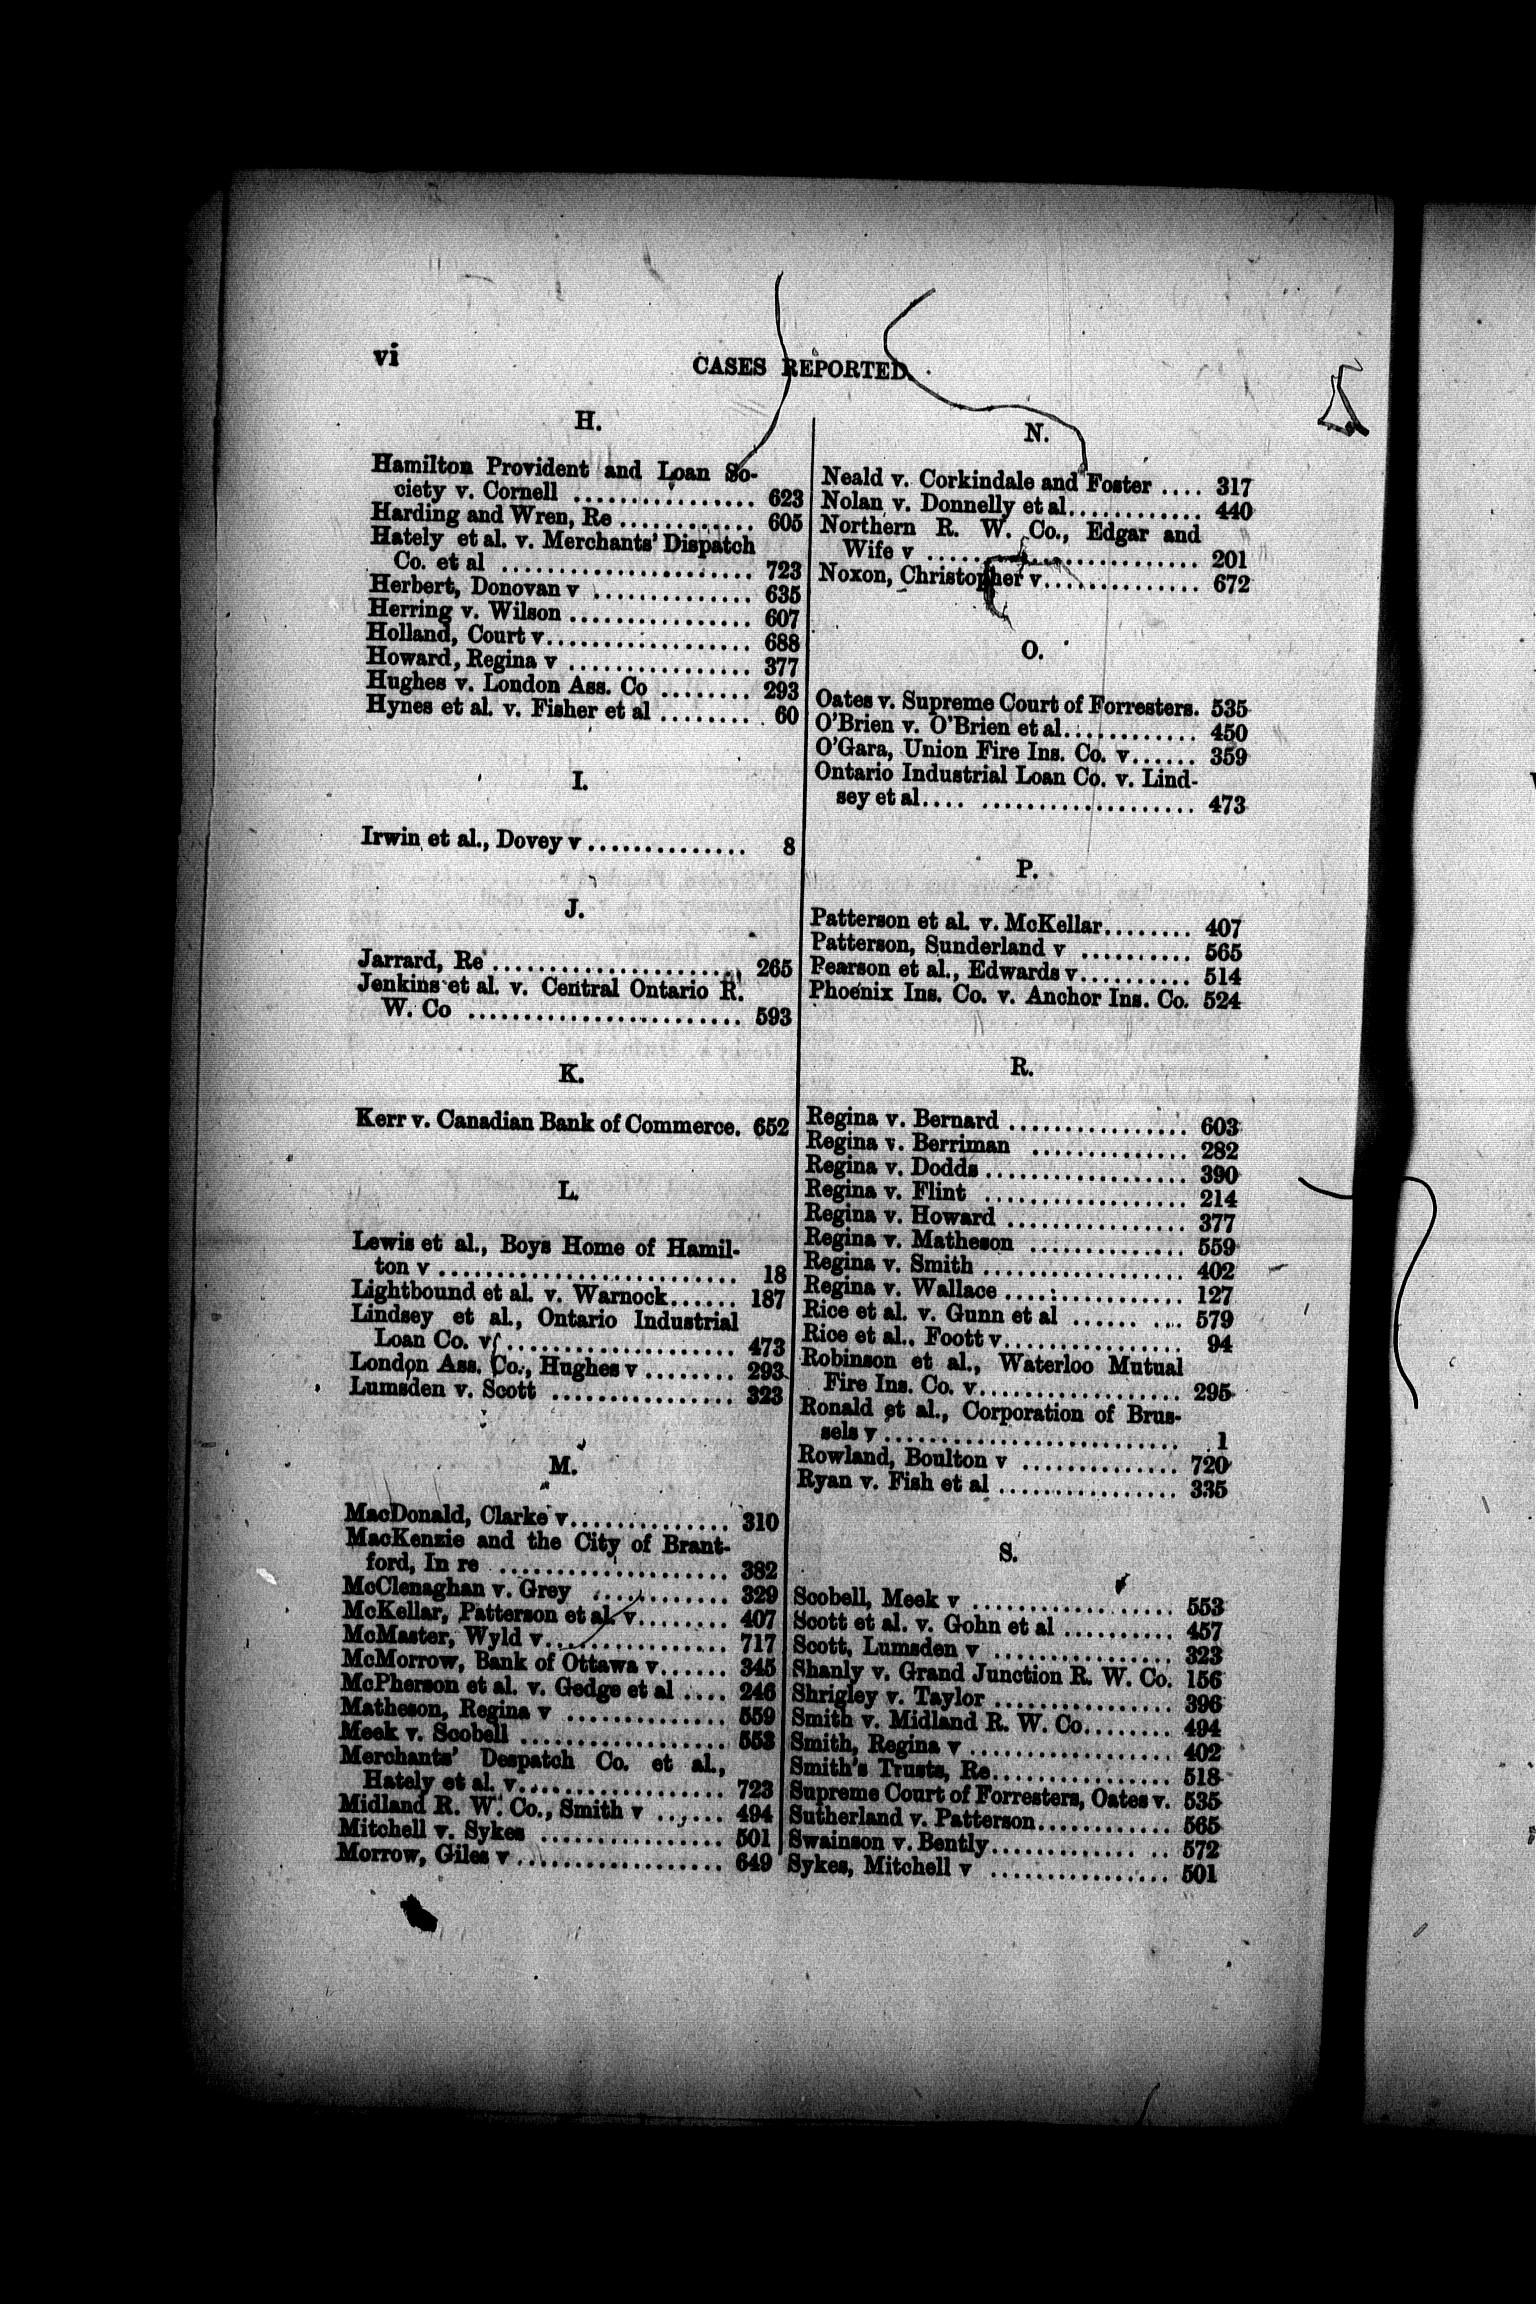 vi
CASES REPORTED.
H.
Hamilton Provident and Loan So-
ciety v. Cornell ................ 623
Harding and Wren, Re ............ 605
Hately et al. v. Merchants' Dispatch
Co. et al ...................... 723
Herbert, Donovan v .............. 635
Herring v. Wilson ................ 607
Holland, Court v.................. 688
Howard, Regina v ................ 377
Hughes v. London Ass. Co ........ 293
Hynes et al. v. Fisher et al ........ 60
I.
Irwin et al., Dovey v .............. 8
J.
Jarrard, Re ...................... 265
Jenkins et al. v. Central Ontario R.
W. Co ........................ 593
K.
Kerr v. Canadian Bank of Commerce. 652
L.
Lewis et al., Boys Home of Hamil-
ton v .......................... 18
Lightbound et al. v. Warnock...... 187
Lindsey et al., Ontario Industrial
Loan Co. v .................... 473
London Ass. Co., Hughes v ........ 293
Lumsden v. Scott ................ 323
M.
MacDonald, Clarke v.............. 310
MacKenzie and the City of Brant-
ford, In re .................... 382
McClenaghan v. Grey ............ 329
McKellar, Patterson et al. v........ 407
McMaster, Wyld v................ 717
McMorrow, Bank of Ottawa v...... 345
McPherson et al. v. Gedge et al .... 246
Matheson, Regina v .............. 559
Meek v. Scobell .................. 553
Merchants' Despatch Co. et al.,
Hately et al. v.................. 723
Midland R. W. Co., Smith v ...... 494
Mitchell v. Sykes ................ 501
Morrow, Giles v .................. 649
N.
Neald v. Corkindale and Foster .... 317
Nolan v. Donnelly et al............ 440
Northern R. W. Co., Edgar and
Wife v ........................ 201
Noxon, Christopher v.............. 672
O.
Oates v. Supreme Court of Forresters. 535
O'Brien v. O'Brien et al............ 450
O'Gara, Union Fire Ins. Co. v...... 359
Ontario Industrial Loan Co. v. Lind-
sey et al.... ................... 473
P.
Patterson et al. v. McKellar........ 407
Patterson, Sunderland v .......... 565
Pearson et al., Edwards v.......... 514
Phoenix Ins. Co. v. Anchor Ins. Co. 524
R.
Regina v. Bernard ................ 603
Regina v. Berriman .............. 282
Regina v. Dodds .................. 390
Regina v. Flint .................. 214
Regina v. Howard ................ 377
Regina v. Matheson .............. 559
Regina v. Smith .................. 402
Regina v. Wallace ................ 127
Rice et al. v. Gunn et al ...... .... 579
Rice et al., Foott v................ 94
Robinson et al., Waterloo Mutual
Fire Ins. Co. v.................. 295
Ronald et al., Corporation of Brus-
sels v .......................... 1
Rowland, Boulton v .............. 720
Ryan v. Fish et al ................ 335
S.
Scobell, Meek v .................. 553
Scott et al. v. Gohn et al .......... 457
Scott, Lumsden v ................ 323
Shanly v. Grand Junction R. W. Co. 156
Shrigley v. Taylor ................ 396
Smith v. Midland R. W. Co........ 494
Smith, Regina v .................. 402
Smith's Trusts, Re................ 518
Supreme Court of Forresters, Oates v. 535
Sutherland v. Patterson............ 565
Swainson v. Bently............. .. 572
Sykes, Mitchell v ................ 501